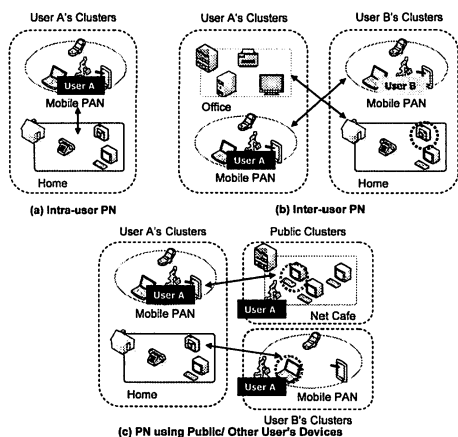 User A's Clusters
User A
Mobile PAN
Home
(a) Intra-user PN
User A's Clusters
Office
User A
Mobile PAN
User B's Clusters
User B
Mobile PAN
Home
(b) Inter-user PN
User A's Clusters
User A
Mobile PAN
Home
Public Clusters
User A
Net Cafe
User A
Mobile PAN
User B's Clusters
(c) PN using Public/ Other User's Devices